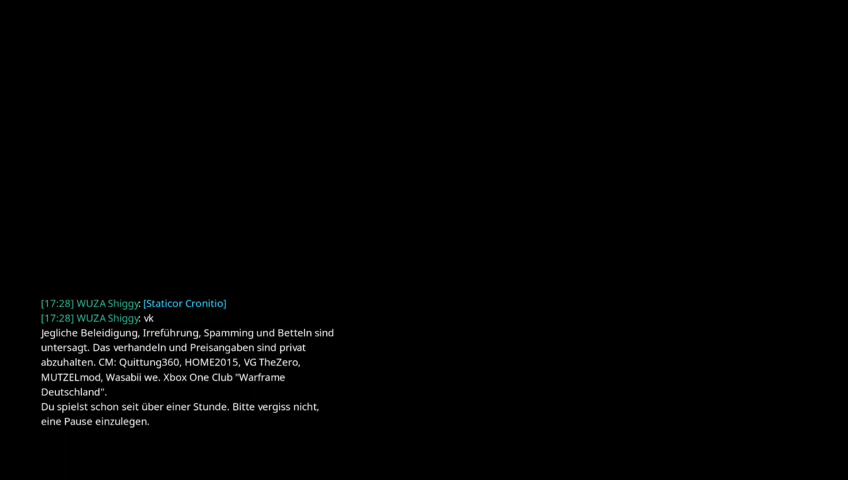 [17:28] WUZA Shiggy: [Staticor Cronitio]
[17:28] WUZA Shiggy: vk
Jegliche Beleidigung, Irreführung, Spamming und Betteln sind
untersagt. Das verhandeln und Preisangaben sind privat
abzuhalten. CM: Quittung360, HOME2015, VG TheZero,
MUTZELmod, Wasabii we. Xbox One Club "Warframe
Deutschland".
Du spielst schon seit über einer Stunde. Bitte vergiss nicht,
eine Pause einzulegen.